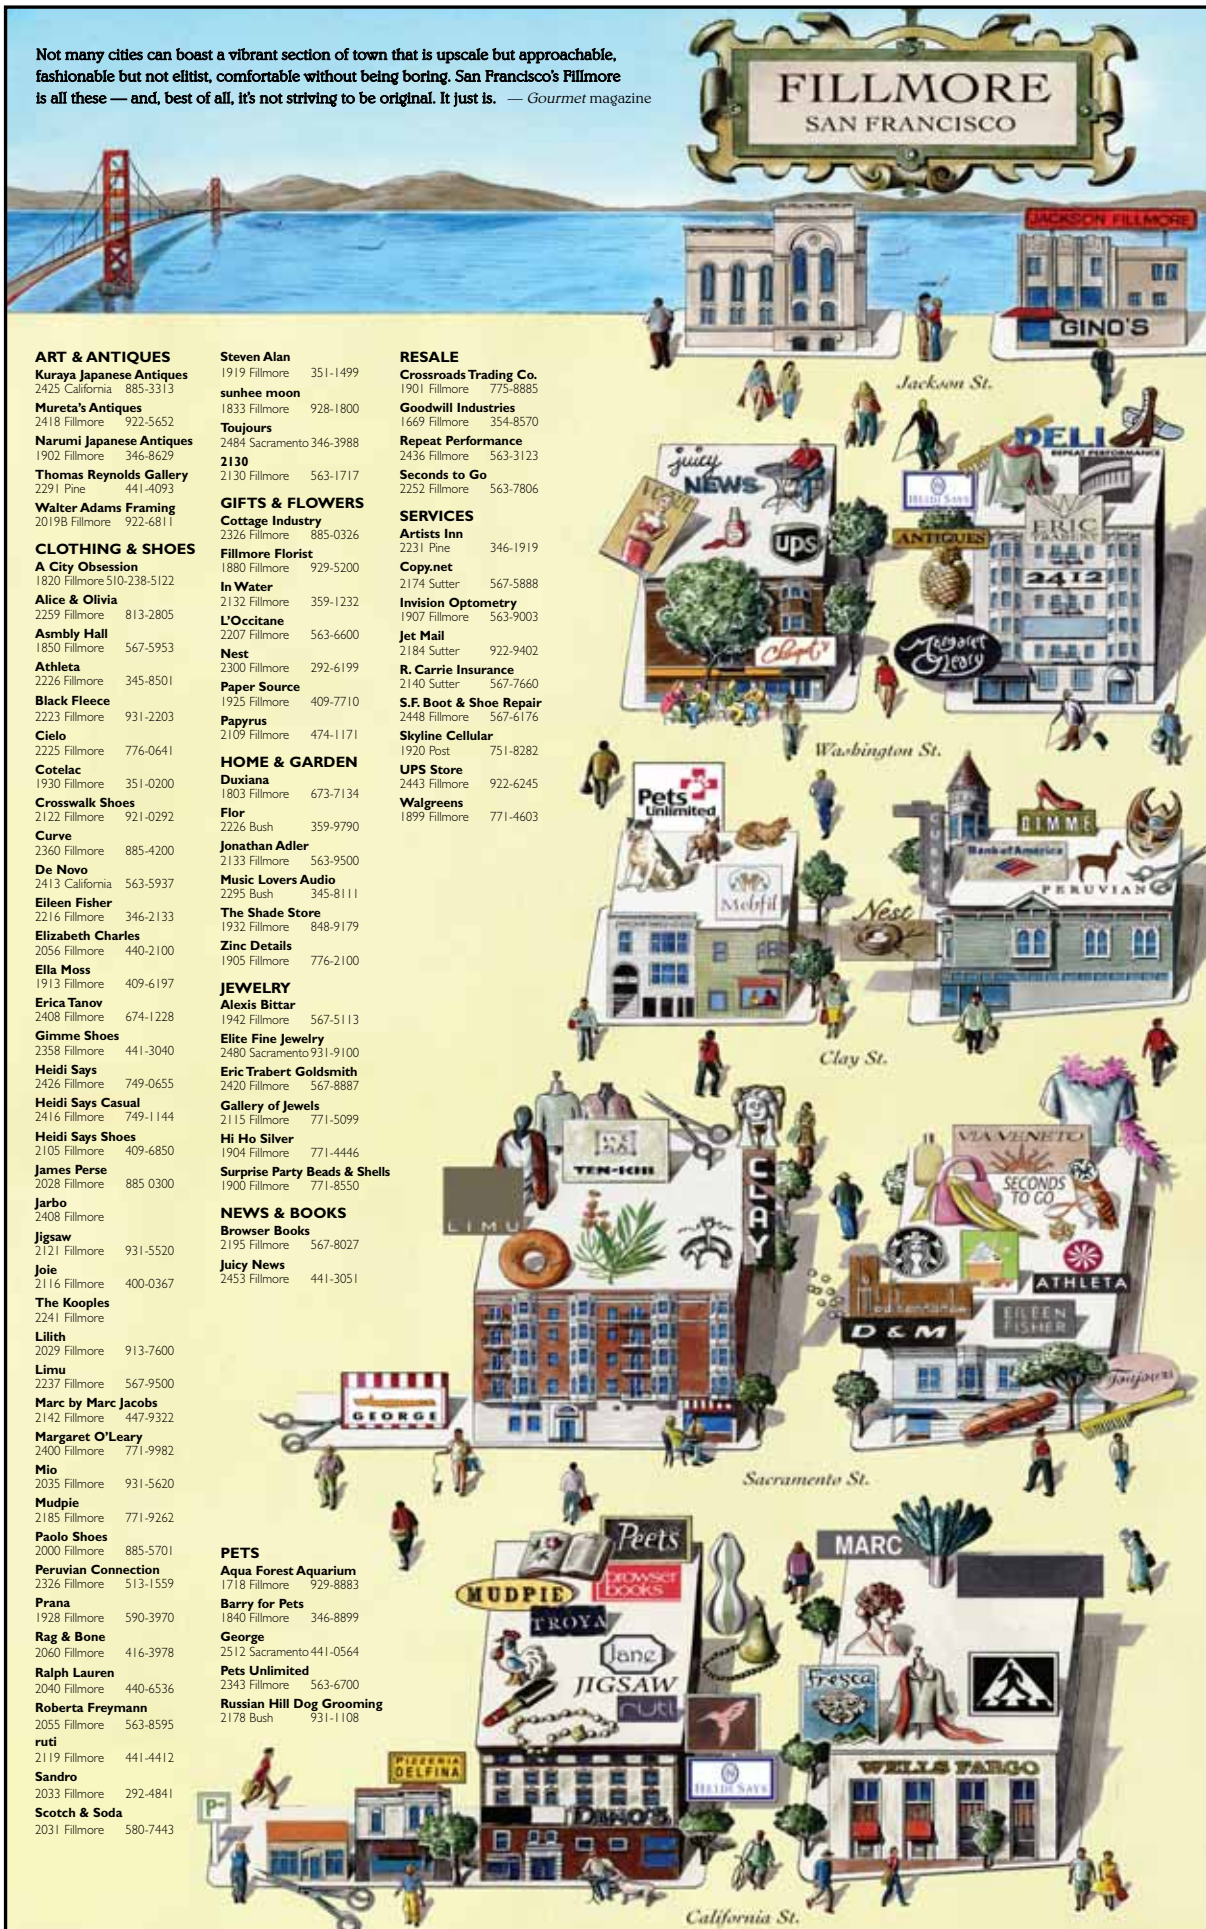 Not many cities can boast a vibrant section of town that is upscale but approachable,
fashionable but not elitist, comfortable without being boring. San Francisco's Fillmore
is all these — and, best of all, it's not striving to be original. It just is. — Gourmet magazine
FILLMORE
SAN FRANCISCO
JACKSON FILLMORE
GINO'S
Jackson St.
ART & ANTIQUES
Kuraya Japanese Antiques
2425 California 885-3313
Mureta's Antiques
2418 Fillmore 922-5652
Narumi Japanese Antiques
1902 Fillmore 346-8629
Thomas Reynolds Gallery
2291 Pine 441-4093
Walter Adams Framing
2019B Fillmore 922-6811
CLOTHING & SHOES
A City Obsession
1820 Fillmore 510-238-5122
Alice & Olivia
2259 Fillmore 813-2805
Asmbly Hall
1850 Fillmore 567-5953
Athleta
2226 Fillmore 345-8501
Black Fleece
2223 Fillmore 931-2203
Cielo
2225 Fillmore 776-0641
Cotelac
1930 Fillmore 351-0200
Crosswalk Shoes
2122 Fillmore 921-0292
Curve
2360 Fillmore 885-4200
De Novo
2413 California 563-5937
Eileen Fisher
2216 Fillmore 346-2133
Elizabeth Charles
2056 Fillmore 440-2100
Ella Moss
1913 Fillmore 409-6197
Erica Tanov
2408 Fillmore 674-1228
Gimme Shoes
2358 Fillmore 441-3040
Heidi Says
2426 Fillmore 749-0655
Heidi Says Casual
2416 Fillmore 749-1144
Heidi Says Shoes
2105 Fillmore 409-6850
James Perse
2028 Fillmore 885 0300
Jarbo
2408 Fillmore
Jigsaw
2121 Fillmore 931-5520
Joie
2116 Fillmore 400-0367
The Kooples
2241 Fillmore
Lilith
2029 Fillmore 913-7600
Limu
2237 Fillmore 567-9500
Marc by Marc Jacobs
2142 Fillmore 447-9322
Margaret O'Leary
2400 Fillmore 771-9982
Mio
2035 Fillmore 931-5620
Mudpie
2185 Fillmore 771-9262
Paolo Shoes
2000 Fillmore 885-5701
Peruvian Connection
2326 Fillmore 513-1559
Prana
1928 Fillmore 590-3970
Rag & Bone
2060 Fillmore 416-3978
Ralph Lauren
2040 Fillmore 440-6536
Roberta Freymann
2055 Fillmore 563-8595
ruti
2119 Fillmore 441-4412
Sandro
2033 Fillmore 292-4841
Scotch & Soda
2031 Fillmore 580-7443
Steven Alan
1919 Fillmore 351-1499
sunhee moon
1833 Fillmore 928-1800
Toujours
2484 Sacramento 346-3988
2130
2130 Fillmore 563-1717
GIFTS & FLOWERS
Cottage Industry
2326 Fillmore 885-0326
Fillmore Florist
1880 Fillmore 929-5200
In Water
2132 Fillmore 359-1232
L'Occitane
2207 Fillmore 563-6600
Nest
2300 Fillmore 292-6199
Paper Source
1925 Fillmore 409-7710
Papyrus
2109 Fillmore 474-1171
HOME & GARDEN
Duxiana
1803 Fillmore 673-7134
Flor
2226 Bush 359-9790
Jonathan Adler
2133 Fillmore 563-9500
Music Lovers Audio
2295 Bush 345-8111
The Shade Store
1932 Fillmore 848-9179
Zinc Details
1905 Fillmore 776-2100
JEWELRY
Alexis Bittar
1942 Fillmore 567-5113
Elite Fine Jewelry
2480 Sacramento 931-9100
Eric Trabert Goldsmith
2420 Fillmore 567-8887
Gallery of Jewels
2115 Fillmore 771-5099
Hi Ho Silver
1904 Fillmore 771-4446
Surprise Party Beads & Shells
1900 Fillmore 771-8550
NEWS & BOOKS
Browser Books
2195 Fillmore 567-8027
Juicy News
2453 Fillmore 441-3051
PETS
Aqua Forest Aquarium
1718 Fillmore 929-8883
Barry for Pets
1840 Fillmore 346-8899
George
2512 Sacramento 441-0564
Pets Unlimited
2343 Fillmore 563-6700
Russian Hill Dog Grooming
2178 Bush 931-1108
RESALE
Crossroads Trading Co.
1901 Fillmore 775-8885
Goodwill Industries
1669 Fillmore 354-8570
Repeat Performance
2436 Fillmore 563-3123
Seconds to Go
2252 Fillmore 563-7806
SERVICES
Artists Inn
2231 Pine 346-1919
Copy.net
2174 Sutter 567-5888
Invision Optometry
1907 Fillmore 563-9003
Jet Mail
2184 Sutter 922-9402
R. Carrie Insurance
2140 Sutter 567-7660
S.F. Boot & Shoe Repair
2448 Fillmore 567-6176
Skyline Cellular
1920 Post 751-8282
UPS Store
2443 Fillmore 922-6245
Walgreens
1899 Fillmore 771-4603
juicy
NEWS
UPS
DELI
REPEAT PERFORMANCE
HEIDI SAYS
ERIC
TRABERT
ANTIQUES
2412
Margaret
O'Leary
Washington St.
Pets
Unlimited
Mehfil
GIMME
Bank of America
PERUVIAN
Nest
Clay St.
TEN-ICHI
LIMU
CLAY
VIA VENETO
SECONDS
TO GO
ATHLETA
EILEEN
FISHER
D & M
Toujours
GEORGE
Sacramento St.
Peets
browser
books
MUDPIE
TROYA
Jane
JIGSAW
ruti
PIZZERIA
DELFINA
HEIDI SAYS
DINO'S
MARC
Fresca
WELLS FARGO
P
California St.